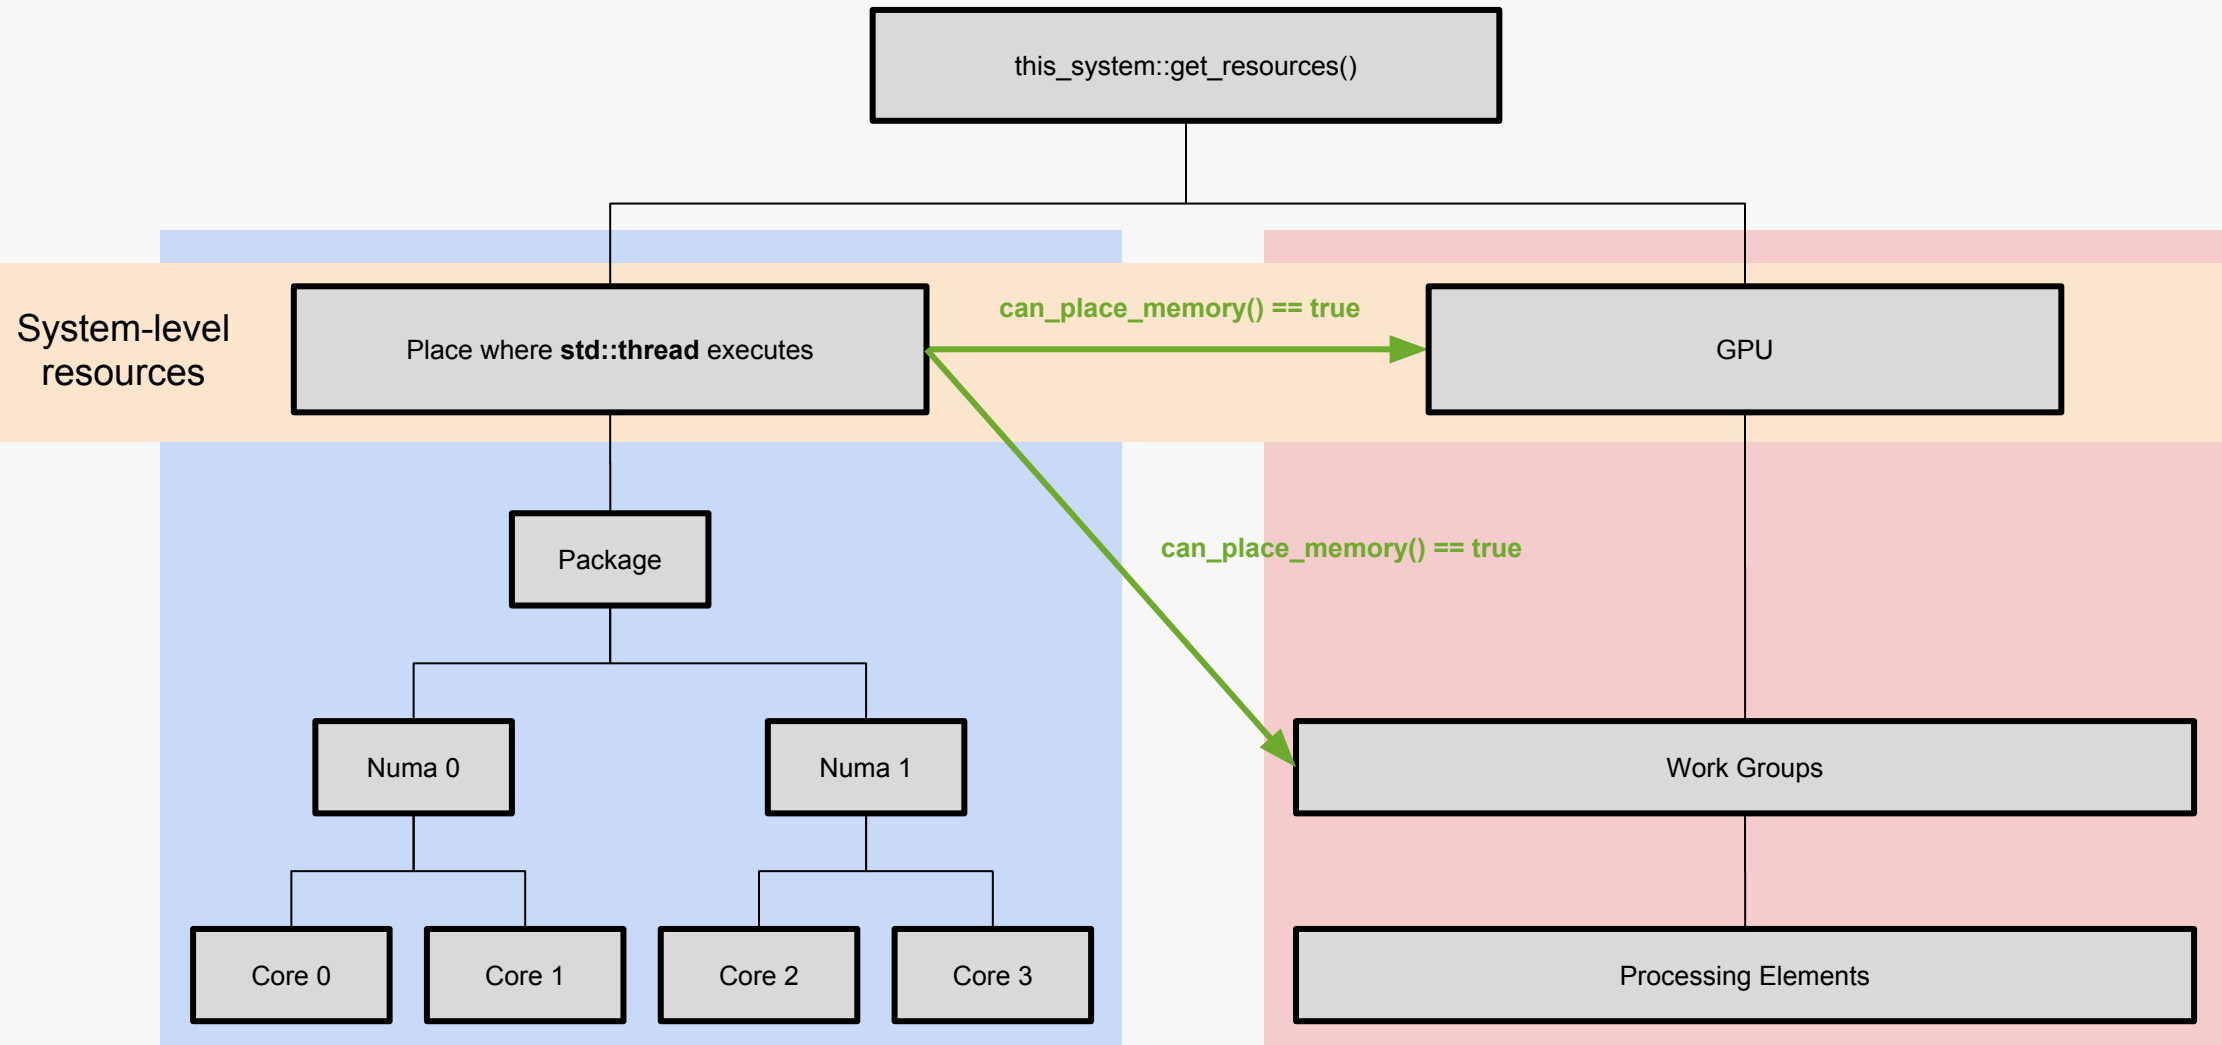 this_system::get_resources()
System-level
resources
Place where std::thread executes
can_place_memory() == true
GPU
can_place_memory() == true
Package
Numa 0
Numa 1
Work Groups
Core 0
Core 1
Core 2
Core 3
Processing Elements